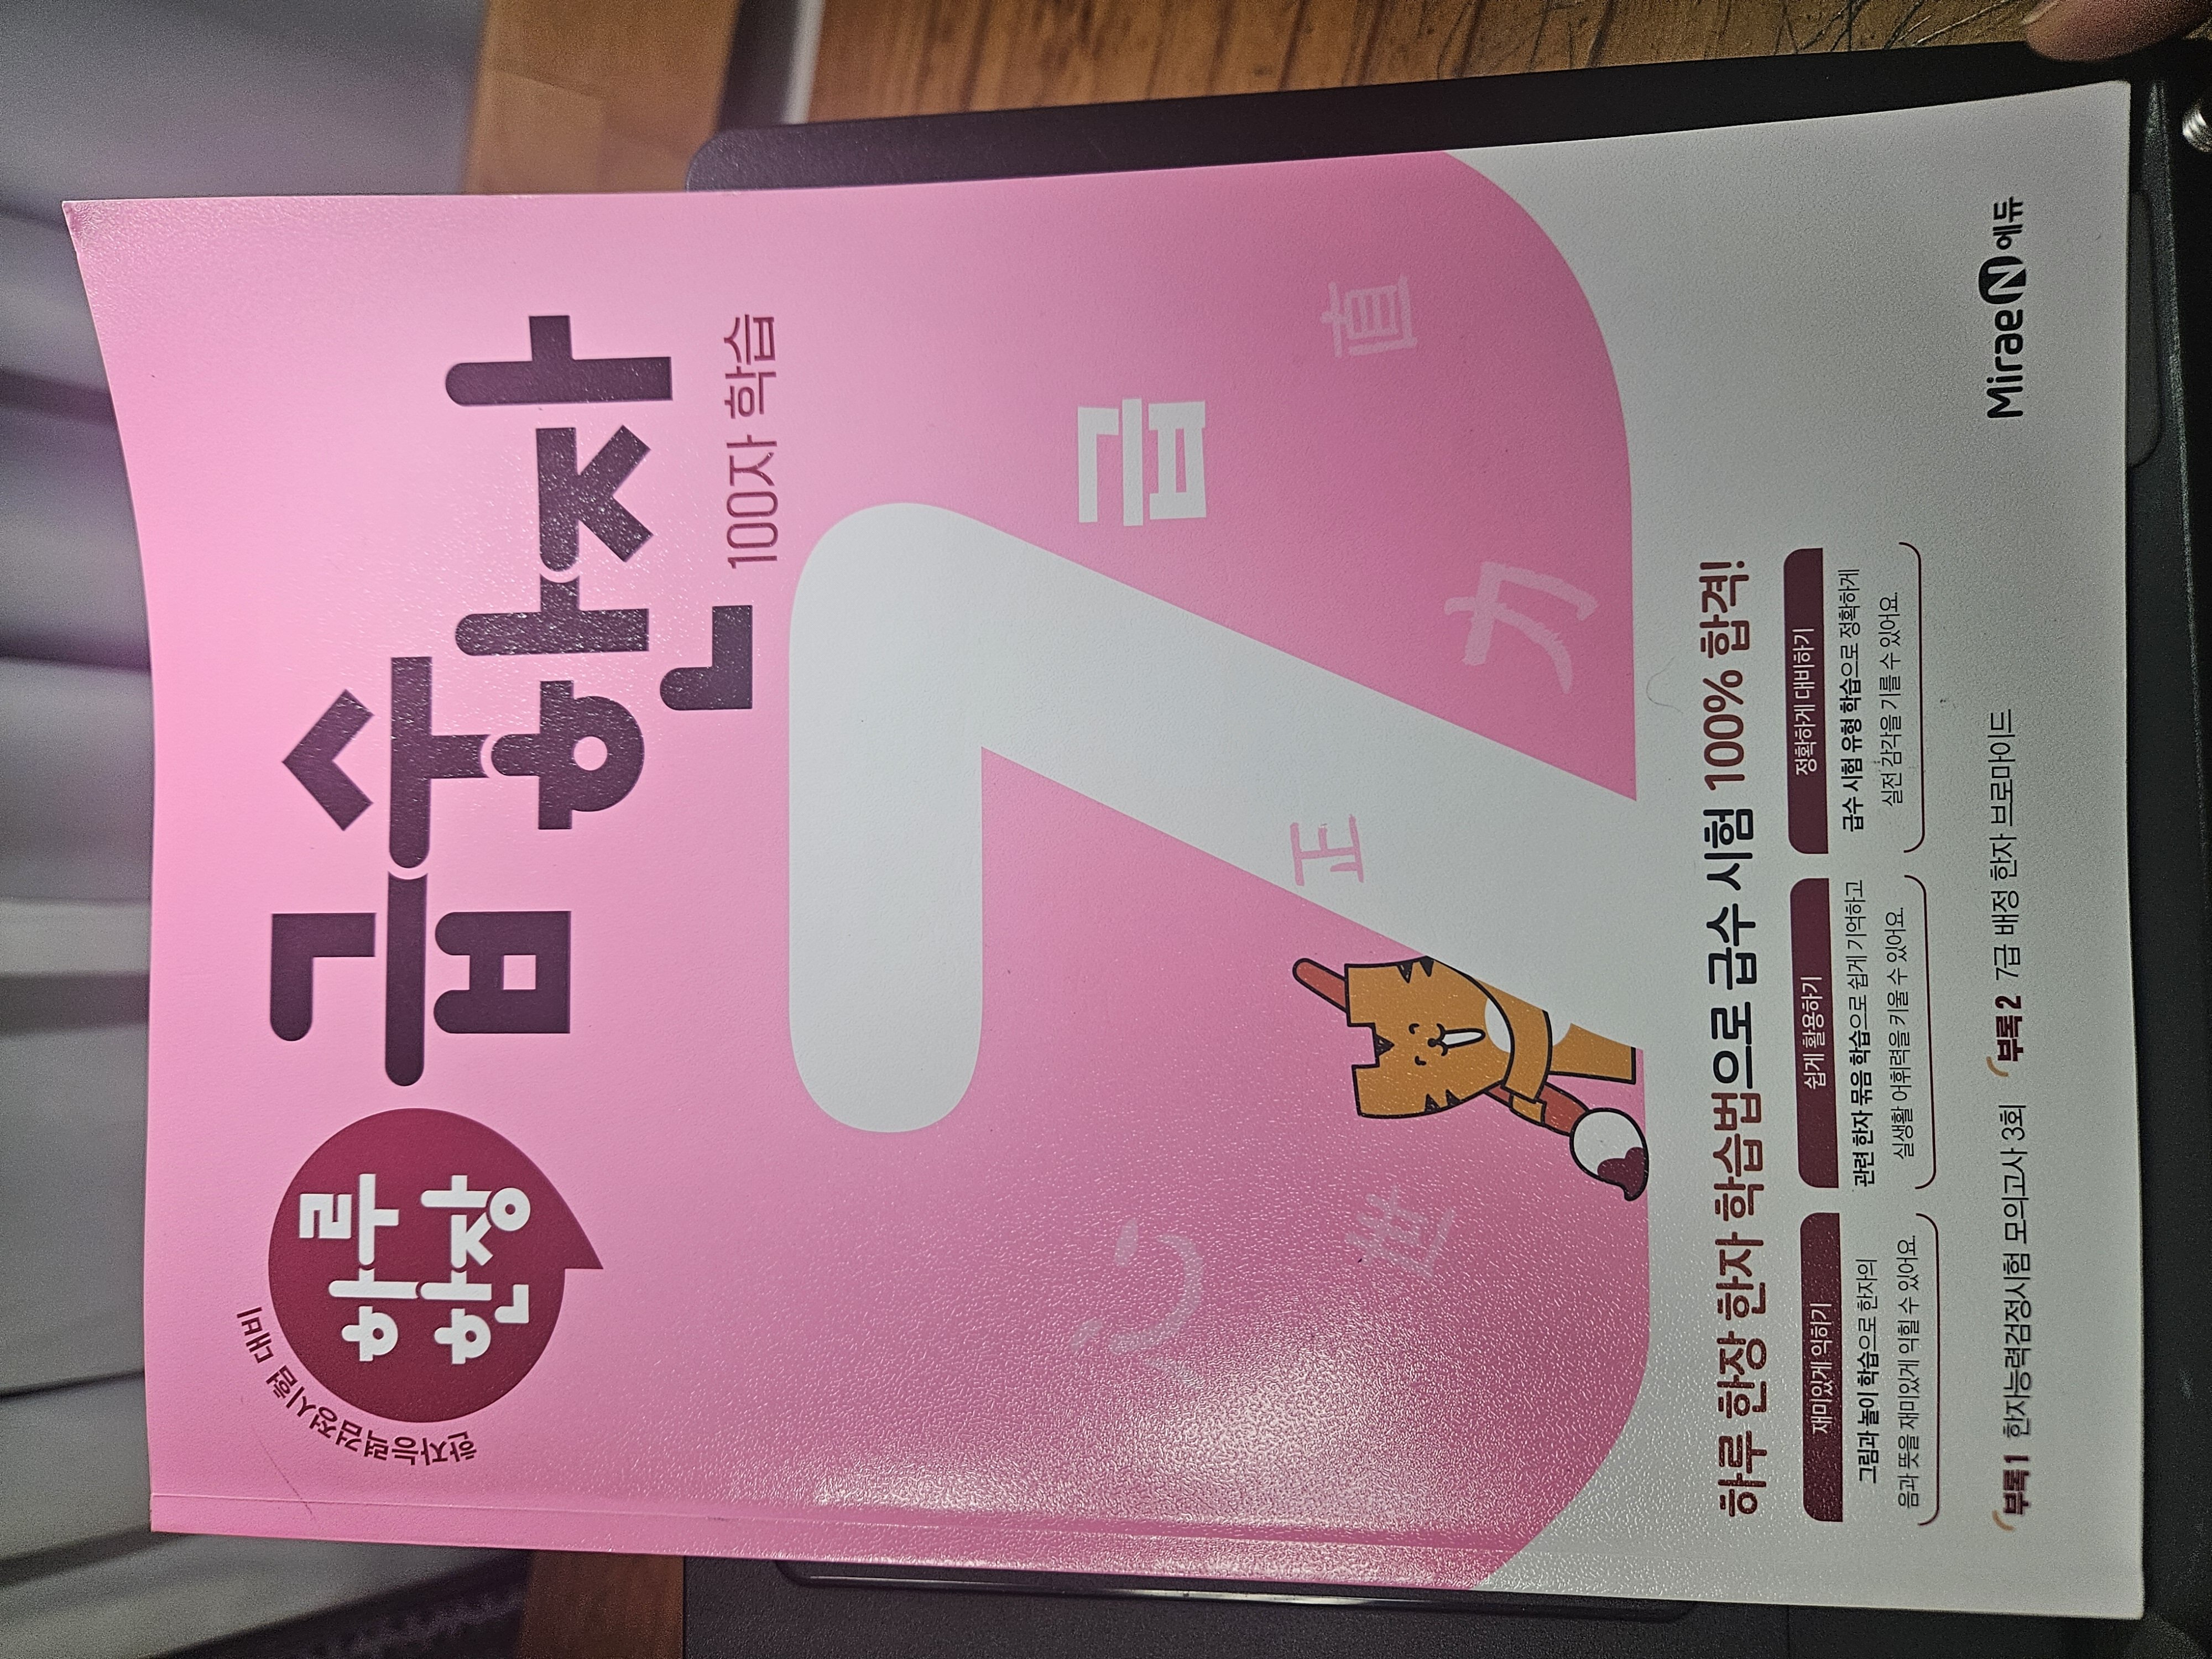 한자능력검정시험 대비
하루
한장
급수
한자
100자 학습
7
급
直
心
正
力
世
하루 한장 한자 학습법으로 급수 시험 100% 합격!
재미있게 익히기
그림과 놀이 학습으로 한자의
음과 뜻을 재미있게 익힐 수 있어요.
쉽게 활용하기
관련 한자 묶음 학습으로 쉽게 기억하고
실생활 어휘력을 키울 수 있어요.
정확하게 대비하기
급수 시험 유형 학습으로 정확하게
실전 감각을 기를 수 있어요.
부록1 한자능력검정시험 모의고사 3회 부록2 7급 배정 한자 브로마이드
Mirae N 에듀